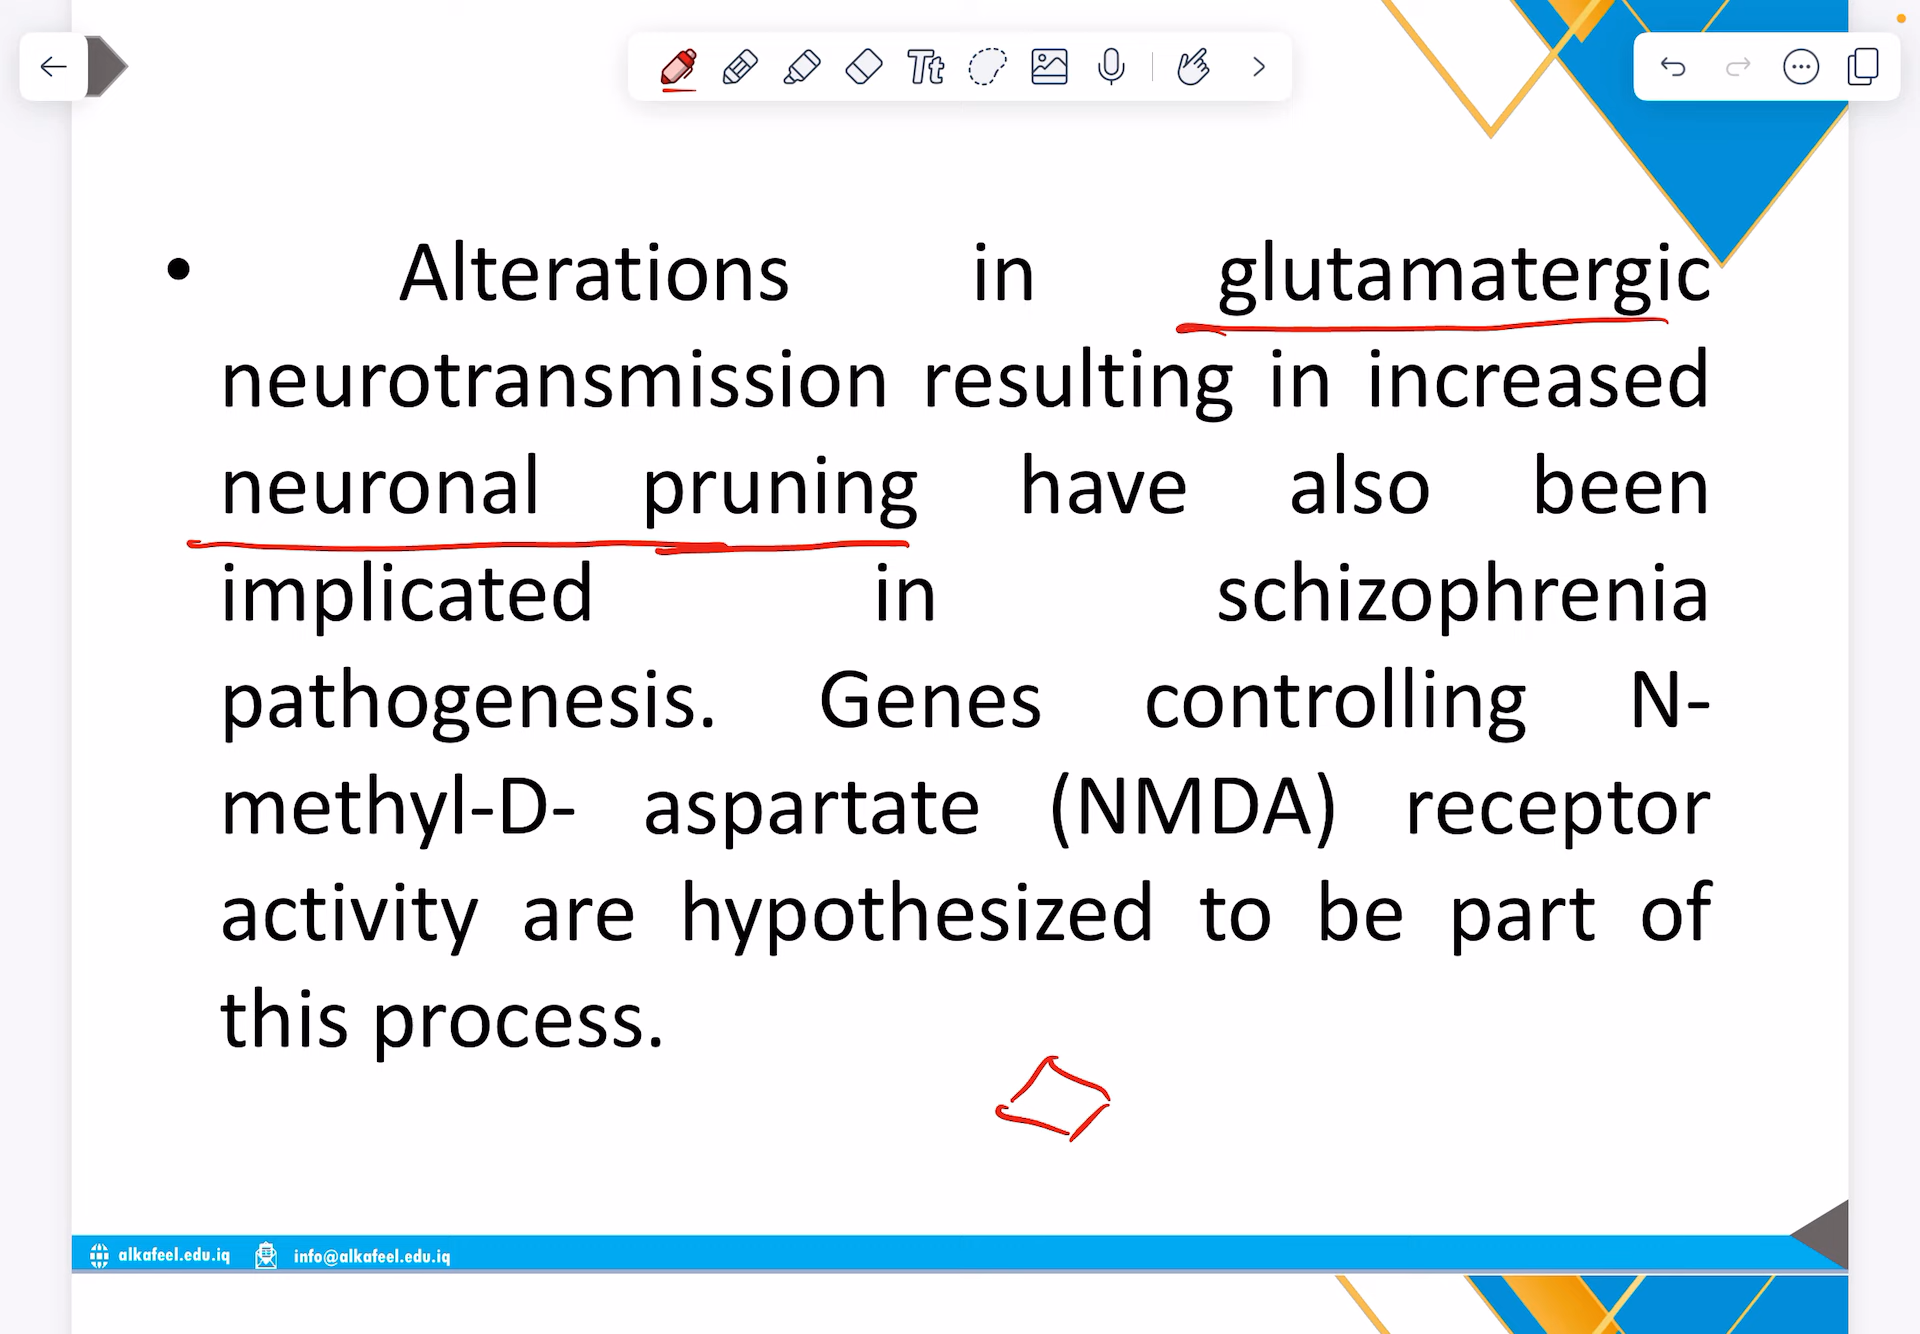 Tt
• Alterations in glutamatergic
neurotransmission resulting in increased
neuronal pruning have also been
implicated in schizophrenia
pathogenesis. Genes controlling N-
methyl-D- aspartate (NMDA) receptor
activity are hypothesized to be part of
this process.
alkafeel.edu.iq info@alkafeel.edu.iq